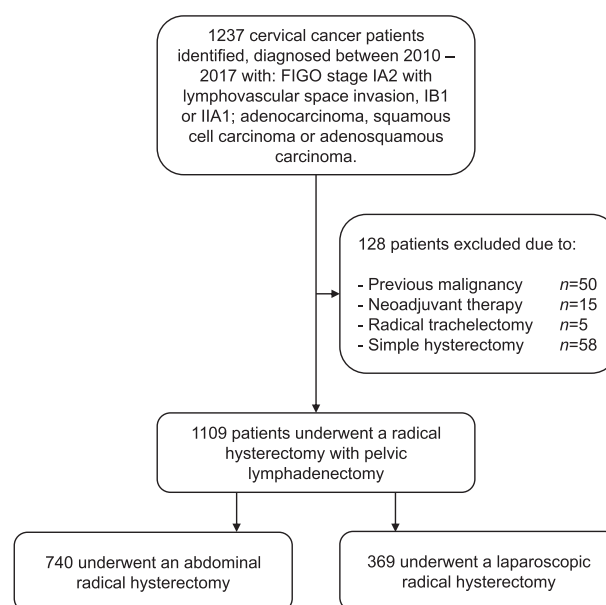 1237 cervical cancer patients
identified, diagnosed between 2010 –
2017 with: FIGO stage IA2 with
lymphovascular space invasion, IB1
or IIA1; adenocarcinoma, squamous
cell carcinoma or adenosquamous
carcinoma.
128 patients excluded due to:
- Previous malignancy n=50
- Neoadjuvant therapy n=15
- Radical trachelectomy n=5
- Simple hysterectomy n=58
1109 patients underwent a radical
hysterectomy with pelvic
lymphadenectomy
740 underwent an abdominal
radical hysterectomy
369 underwent a laparoscopic
radical hysterectomy